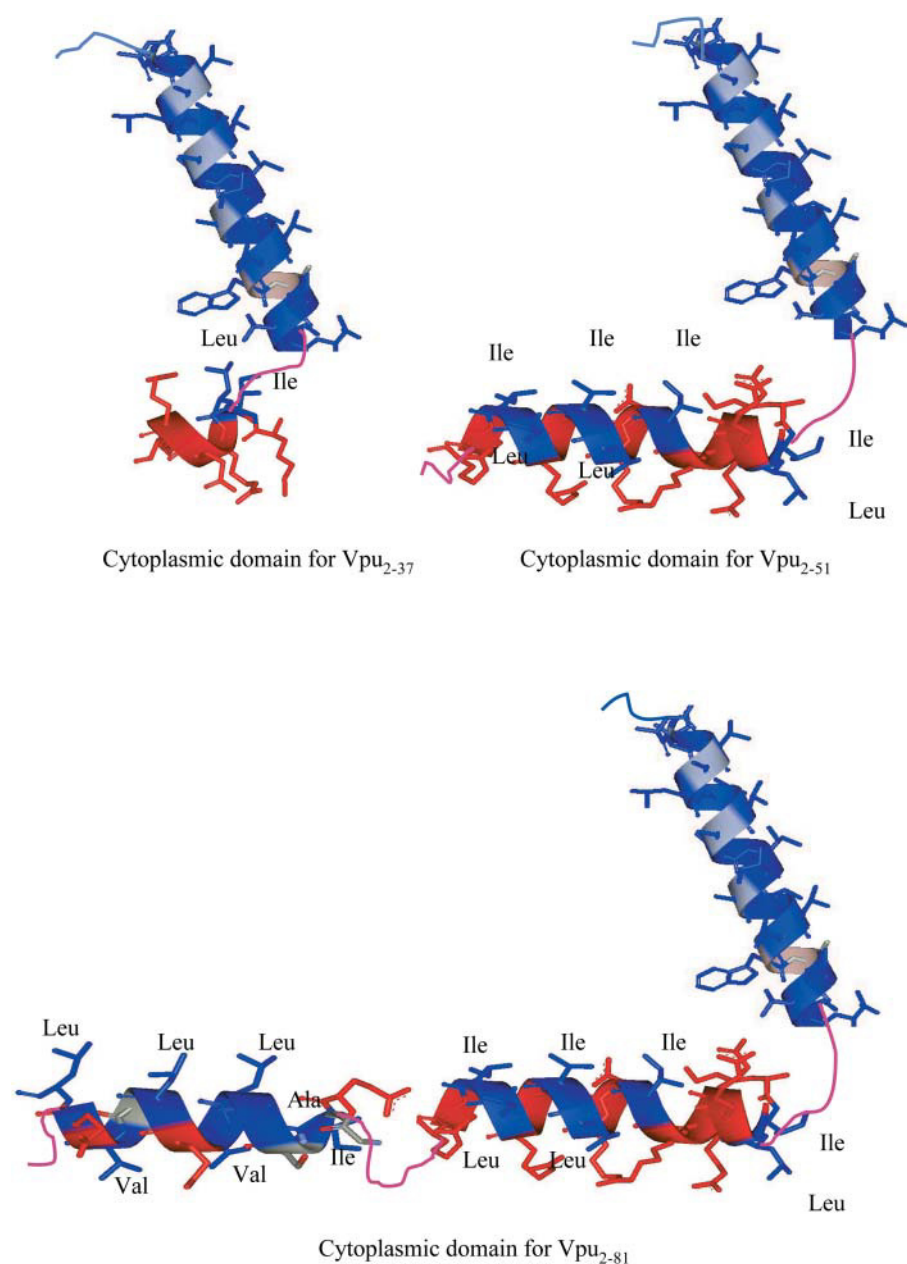 Leu
Ile
Cytoplasmic domain for Vpu2-37
Ile Ile Ile
Leu Leu
Ile
Leu
Cytoplasmic domain for Vpu2-51
Leu Leu Leu
Ala
Val Val Ile
Ile Ile Ile
Leu Leu
Ile
Leu
Cytoplasmic domain for Vpu2-81